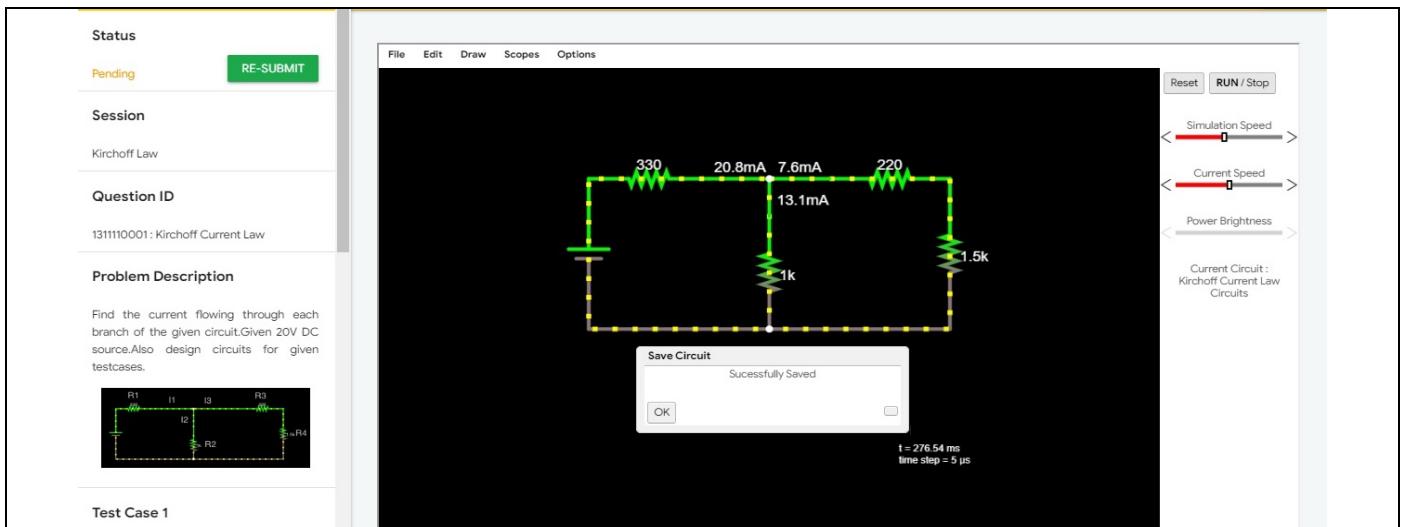 Status
Pending
RE-SUBMIT
Session
Kirchoff Law
Question ID
1311110001 : Kirchoff Current Law
Problem Description
Find the current flowing through each
branch of the given circuit.Given 20V DC
source.Also design circuits for given
testcases.
R1 I1 I3 R3
I2
R2
R4
Test Case 1
File Edit Draw Scopes Options
330 20.8mA 7.6mA 220
13.1mA
1.5k
1k
Save Circuit
Sucessfully Saved
OK
t = 276.54 ms
time step = 5 µs
Reset RUN / Stop
Simulation Speed
Current Speed
Power Brightness
Current Circuit :
Kirchoff Current Law
Circuits